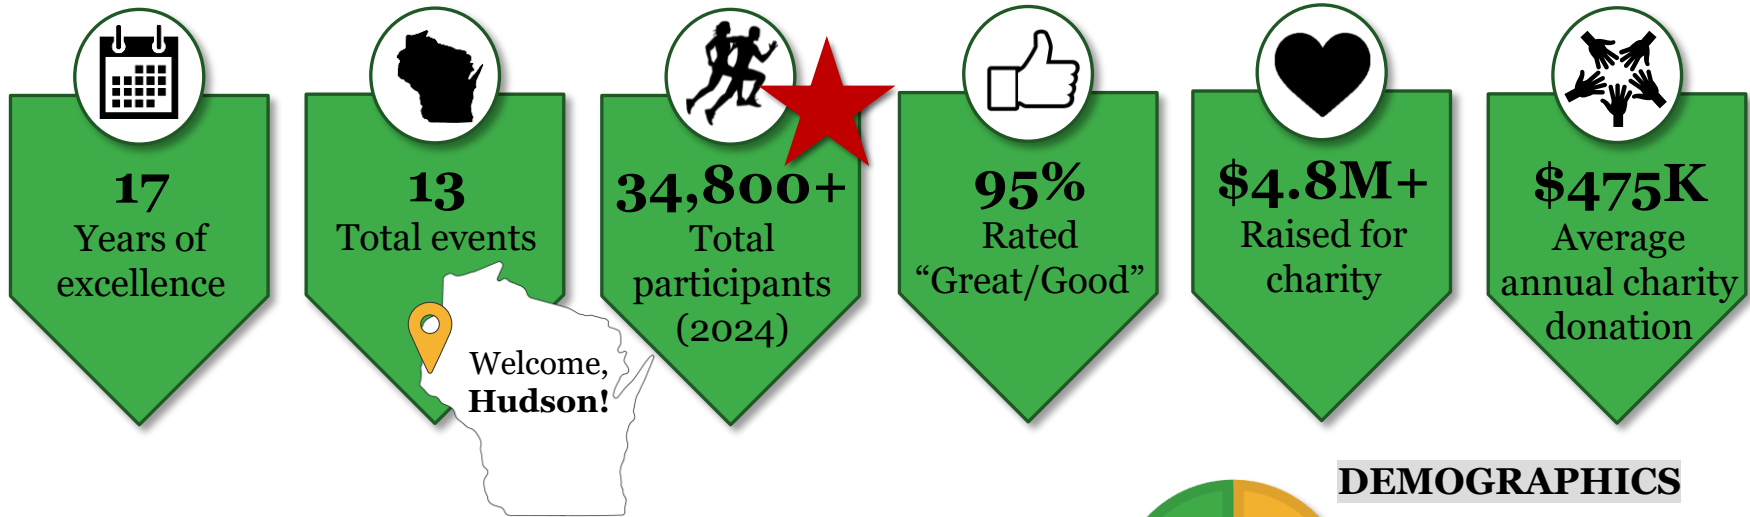 17
Years of
excellence
13
Total events
Welcome,
Hudson!
34,800+
Total
participants
(2024)
95%
Rated
“Great/Good”
$4.8M+
Raised for
charity
$475K
Average
annual charity
donation
DEMOGRAPHICS